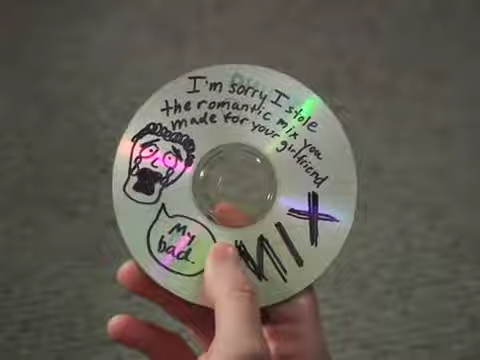 I'm sorry I stole
the romantic mix you
made for your girlfriend
My
bad.
MIX